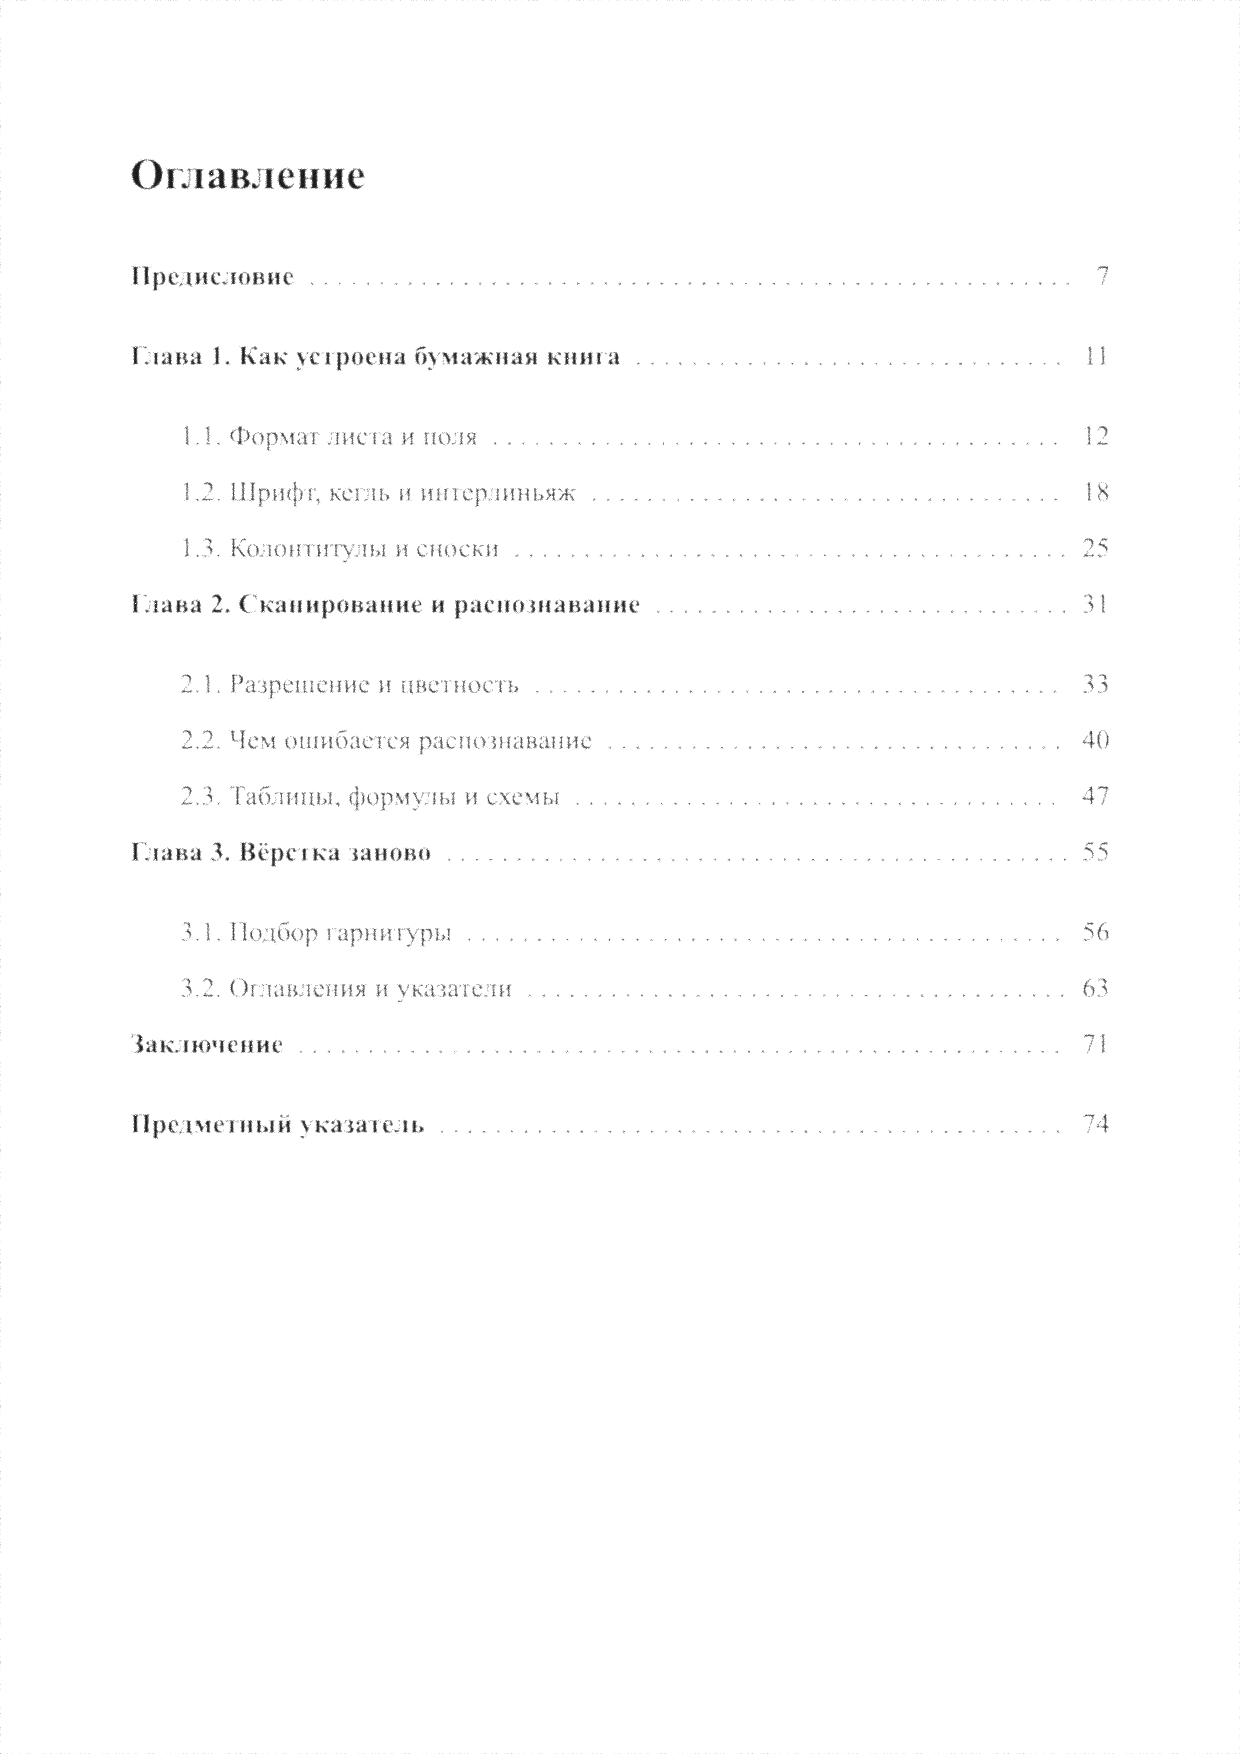 Оглавление
Предисловие . . . . . . . . . . . . . . . . . . . . . . . . . . . . . . 7
Глава 1. Как устроена бумажная книга . . . . . . . . . . . . . . . . . . . . 11
1.1. Формат листа и поля . . . . . . . . . . . . . . . . . . . . 12
1.2. Шрифт, кегль и интерлиньяж . . . . . . . . . . . . . . . . . . . . 18
1.3. Колонтитулы и сноски . . . . . . . . . . . . . . . . . . . . 25
Глава 2. Сканирование и распознавание . . . . . . . . . . . . . . . . . . . . 31
2.1. Разрешение и цветность . . . . . . . . . . . . . . . . . . . . 33
2.2. Чем ошибается распознавание . . . . . . . . . . . . . . . . . . . . 40
2.3. Таблицы, формулы и схемы . . . . . . . . . . . . . . . . . . . . 47
Глава 3. Вёрстка заново . . . . . . . . . . . . . . . . . . . . 55
3.1. Подбор гарнитуры . . . . . . . . . . . . . . . . . . . . 56
3.2. Оглавления и указатели . . . . . . . . . . . . . . . . . . . . 63
Заключение . . . . . . . . . . . . . . . . . . . . 71
Предметный указатель . . . . . . . . . . . . . . . . . . . . 74